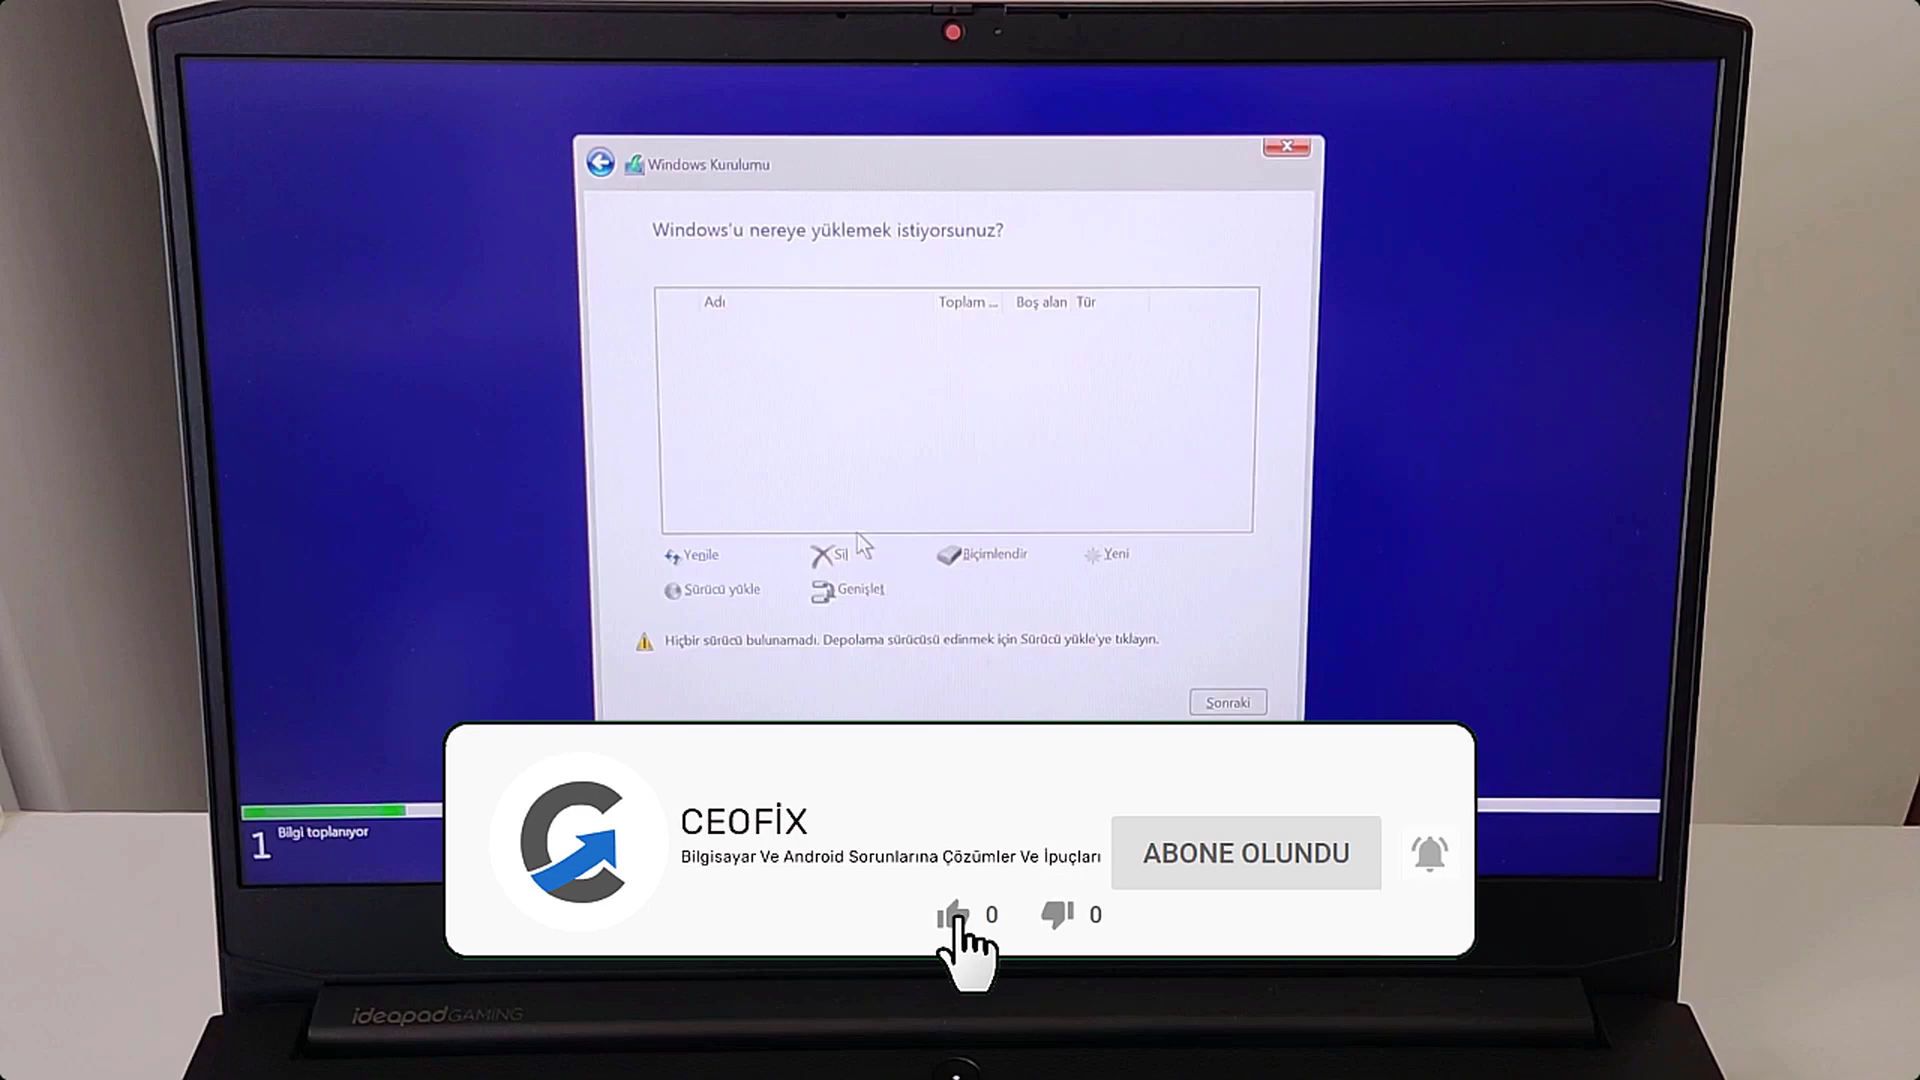 Windows Kurulumu
Windows'u nereye yüklemek istiyorsunuz?
Adı Toplam ... Boş alan Tür
Yenile Sil Biçimlendir Yeni
Sürücü yükle Genişlet
Hiçbir sürücü bulunamadı. Depolama sürücüsü edinmek için Sürücü yükle'ye tıklayın.
Sonraki
1 Bilgi toplanıyor
CEOFİX
Bilgisayar Ve Android Sorunlarına Çözümler Ve İpuçları
ABONE OLUNDU
0 0
ideapad GAMING